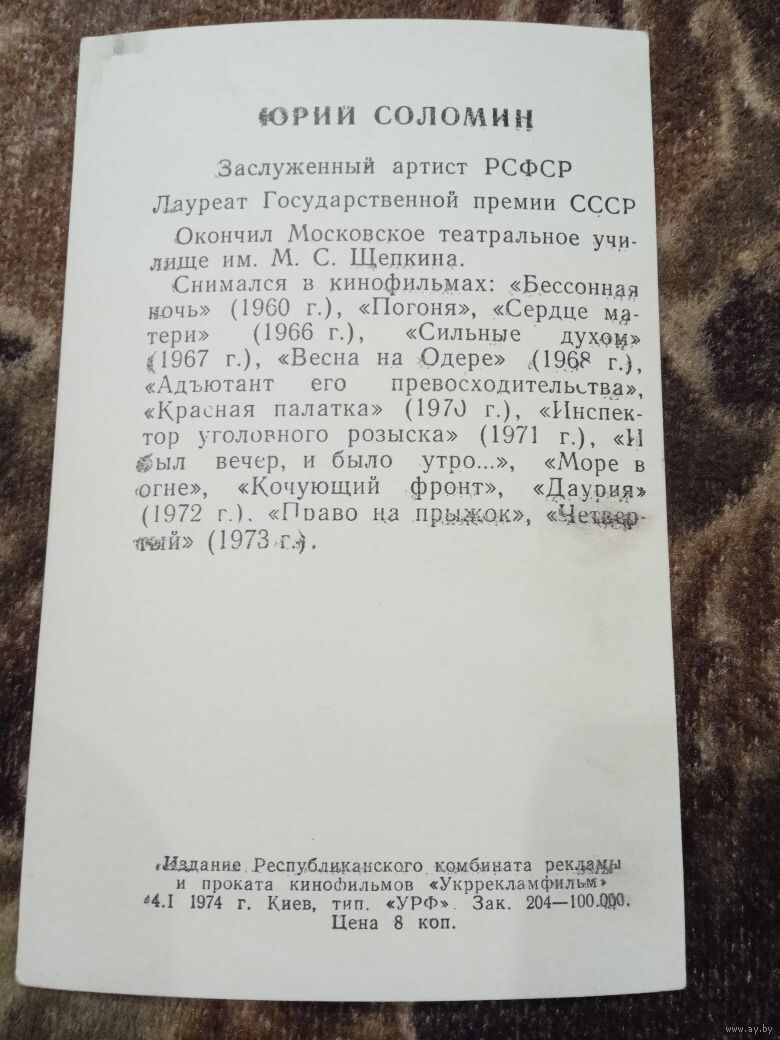 ЮРИЙ СОЛОМИН
Заслуженный артист РСФСР
Лауреат Государственной премии СССР
Окончил Московское театральное учи-
лище им. М. С. Щепкина.
Снимался в кинофильмах: «Бессонная
ночь» (1960 г.), «Погоня», «Сердце ма-
тери» (1966 г.), «Сильные духом»
(1967 г.), «Весна на Одере» (1968 г.),
«Адъютант его превосходительства»,
«Красная палатка» (1970 г.), «Инспек-
тор уголовного розыска» (1971 г.), «И
был вечер, и было утро...», «Море в
огне», «Кочующий фронт», «Даурия»
(1972 г.). «Право на прыжок», «Четвер-
тый» (1973 г.).
Издание Республиканского комбината рекламы
и проката кинофильмов «Укррекламфильм»
4.I 1974 г. Киев, тип. «УРФ». Зак. 204—100.000.
Цена 8 коп.
www.ay.by